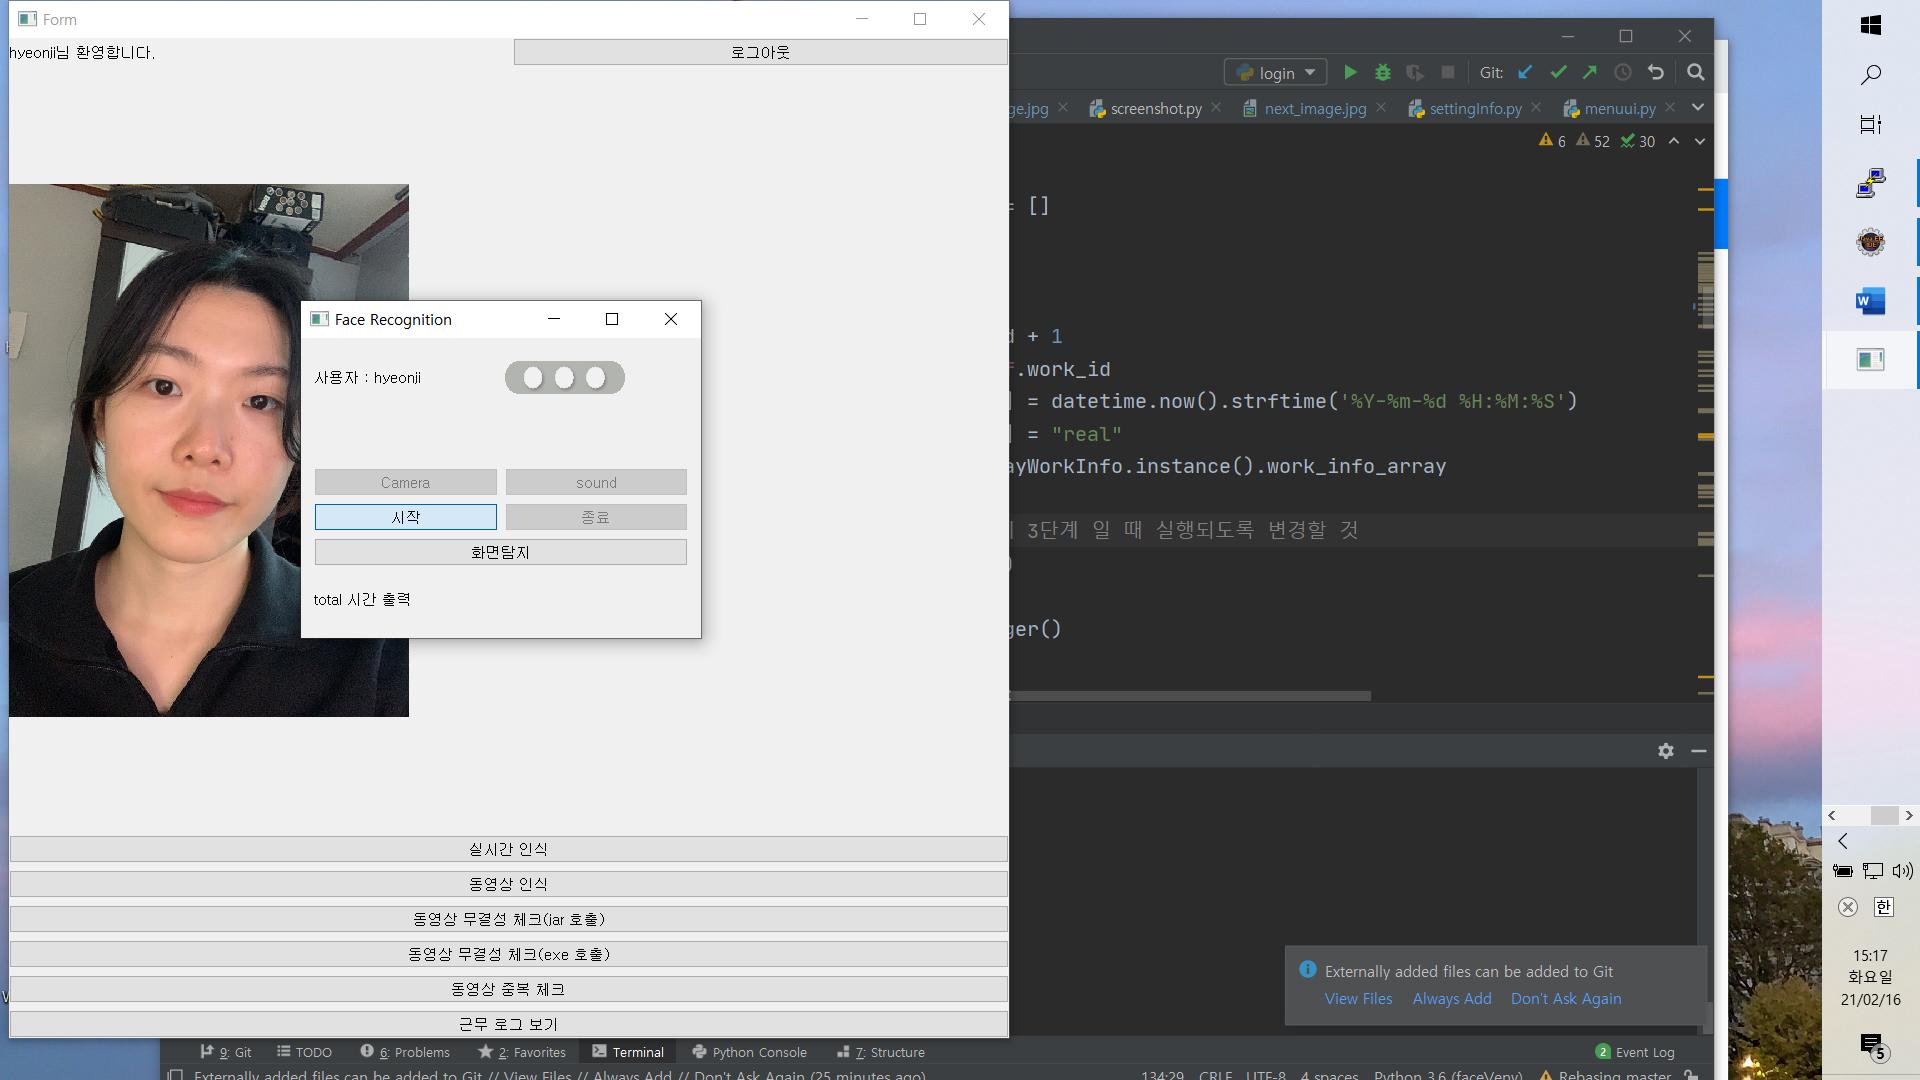 Form
hyeonji님 환영합니다.
로그아웃
Face Recognition
사용자 : hyeonji
Camera
sound
시작
종료
화면탐지
total 시간 출력
실시간 인식
동영상 인식
동영상 무결성 체크(jar 호출)
동영상 무결성 체크(exe 호출)
동영상 중복 체크
근무 로그 보기
login
Git:
ge.jpg
screenshot.py
next_image.jpg
settingInfo.py
menuui.py
6
52
30
= []
d + 1
f.work_id
] = datetime.now().strftime('%Y-%m-%d %H:%M:%S')
] = "real"
ayWorkInfo.instance().work_info_array
3단계 일 때 실행되도록 변경할 것
)
ger()
Externally added files can be added to Git
View Files Always Add Don't Ask Again
9: Git
TODO
6: Problems
2: Favorites
Terminal
Python Console
7: Structure
2 Event Log
Externally added files can be added to Git // View Files // Always Add // Don't Ask Again (25 minutes ago)
134:29 CRLF UTF-8 4 spaces Python 3.6 (faceVenv) Rebasing master
W
한
15:17
화요일
21/02/16
5